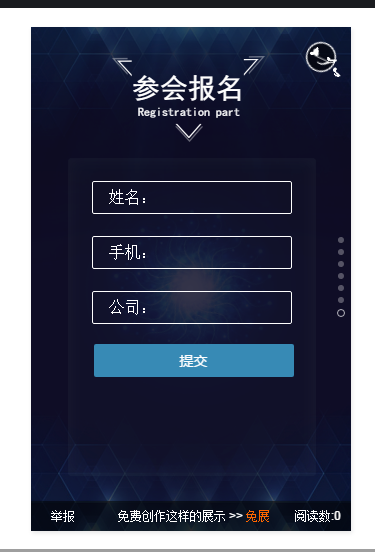 参会报名
Registration part
姓名：
手机：
公司：
提交
举报 免费创作这样的展示 >> 免展 阅读数:0